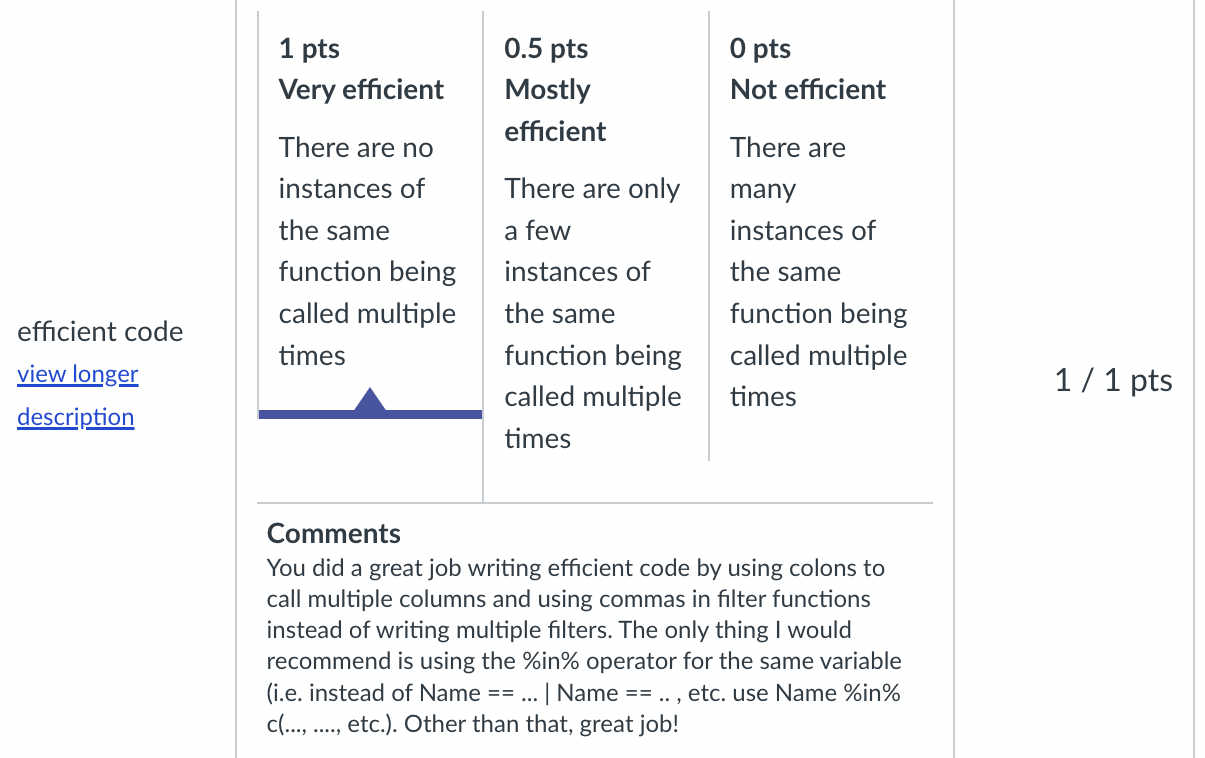 efficient code
view longer
description
1 pts
Very efficient
There are no
instances of
the same
function being
called multiple
times
0.5 pts
Mostly
efficient
There are only
a few
instances of
the same
function being
called multiple
times
0 pts
Not efficient
There are
many
instances of
the same
function being
called multiple
times
1 / 1 pts
Comments
You did a great job writing efficient code by using colons to
call multiple columns and using commas in filter functions
instead of writing multiple filters. The only thing I would
recommend is using the %in% operator for the same variable
(i.e. instead of Name == ... | Name == .. , etc. use Name %in%
c(..., ...., etc.). Other than that, great job!